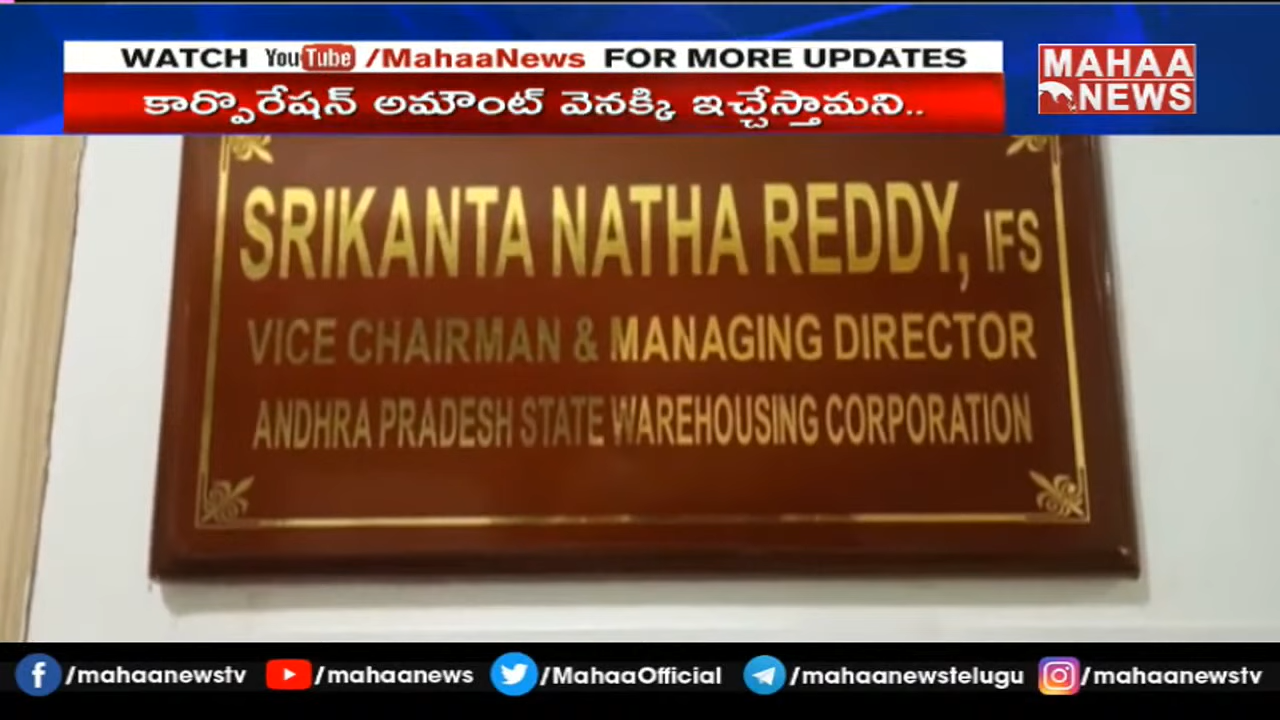 WATCH YouTube /MahaaNews FOR MORE UPDATES
కార్పొరేషన్ అమౌంట్ వెనక్కి ఇచ్చేస్తామని..
MAHAA
NEWS
SRIKANTA NATHA REDDY, IFS
VICE CHAIRMAN & MANAGING DIRECTOR
ANDHRA PRADESH STATE WAREHOUSING CORPORATION
/mahaanewstv /mahaanews /MahaaOfficial /mahaanewstelugu /mahaanewstv